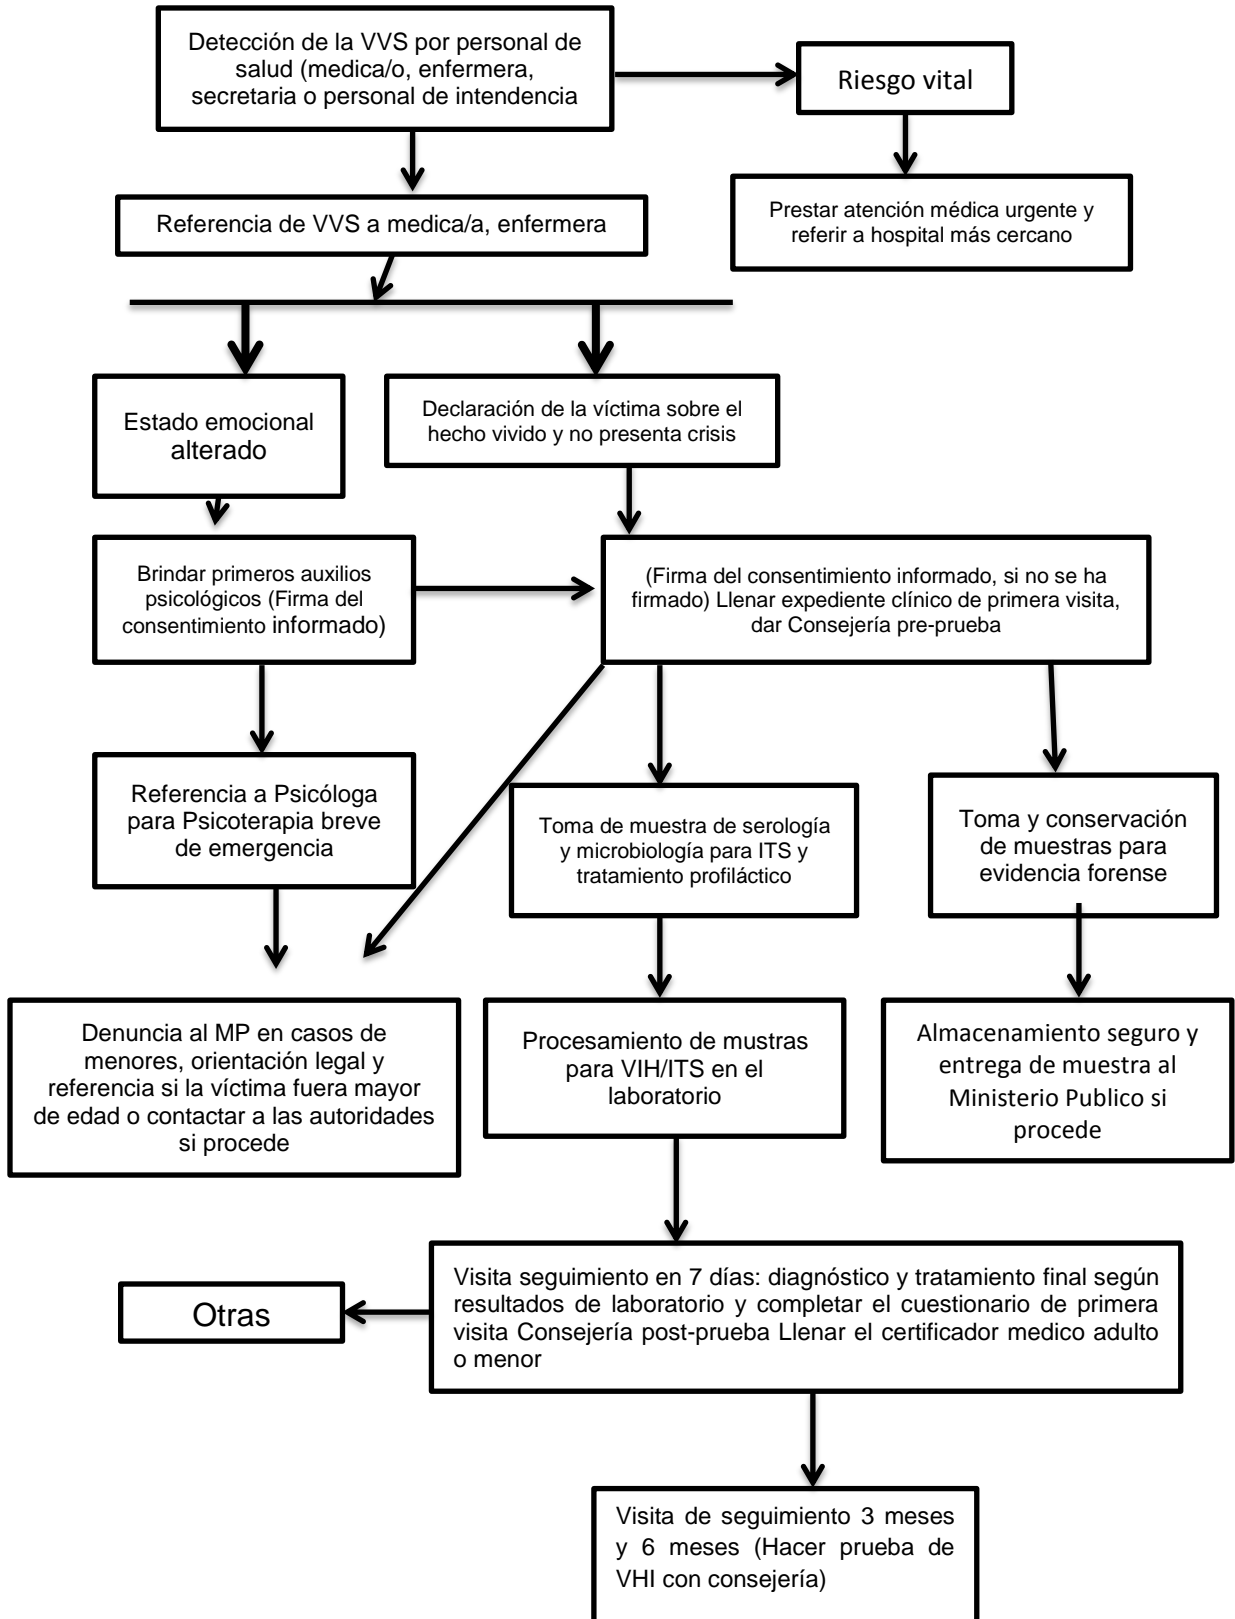 Detección de la VVS por personal de
salud (medica/o, enfermera,
secretaria o personal de intendencia
Riesgo vital
Referencia de VVS a medica/a, enfermera
Prestar atención médica urgente y
referir a hospital más cercano
Estado emocional
alterado
Declaración de la víctima sobre el
hecho vivido y no presenta crisis
Brindar primeros auxilios
psicológicos (Firma del
consentimiento informado)
(Firma del consentimiento informado, si no se ha
firmado) Llenar expediente clínico de primera visita,
dar Consejería pre-prueba
Referencia a Psicóloga
para Psicoterapia breve
de emergencia
Toma de muestra de serología
y microbiología para ITS y
tratamiento profiláctico
Toma y conservación
de muestras para
evidencia forense
Denuncia al MP en casos de
menores, orientación legal y
referencia si la víctima fuera mayor
de edad o contactar a las autoridades
si procede
Procesamiento de mustras
para VIH/ITS en el
laboratorio
Almacenamiento seguro y
entrega de muestra al
Ministerio Publico si
procede
Visita seguimiento en 7 días: diagnóstico y tratamiento final según
resultados de laboratorio y completar el cuestionario de primera
visita Consejería post-prueba Llenar el certificador medico adulto
o menor
Otras
Visita de seguimiento 3 meses
y 6 meses (Hacer prueba de
VHI con consejería)